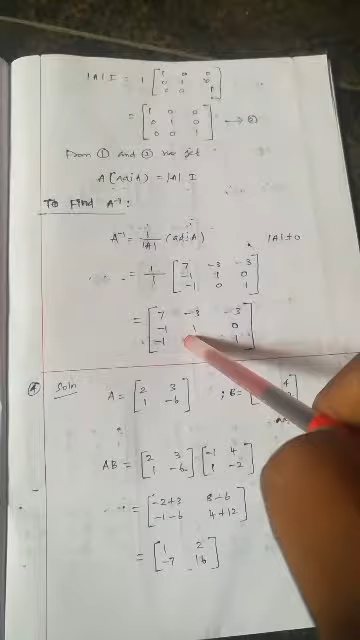 |A| I = 1 [1 0 0
0 1 0
0 0 1]
= [1 0 0
0 1 0
0 0 1] → ②
From ① and ② we get
A (adj A) = |A| I
To Find A⁻¹:
A⁻¹ = 1/|A| (adj A) |A| ≠ 0
= 1/1 [7 -3 -3
-1 1 0
-1 0 1]
= [7 -3 -3
-1 1 0
-1 1]
④ Soln A = [2 3 ; B = [ 4
1 -6]
AB = [2 3 [-1 4
1 -6] 1 -2]
= [-2+3 8-6
-1-6 4+12]
= [1 2
-7 16]